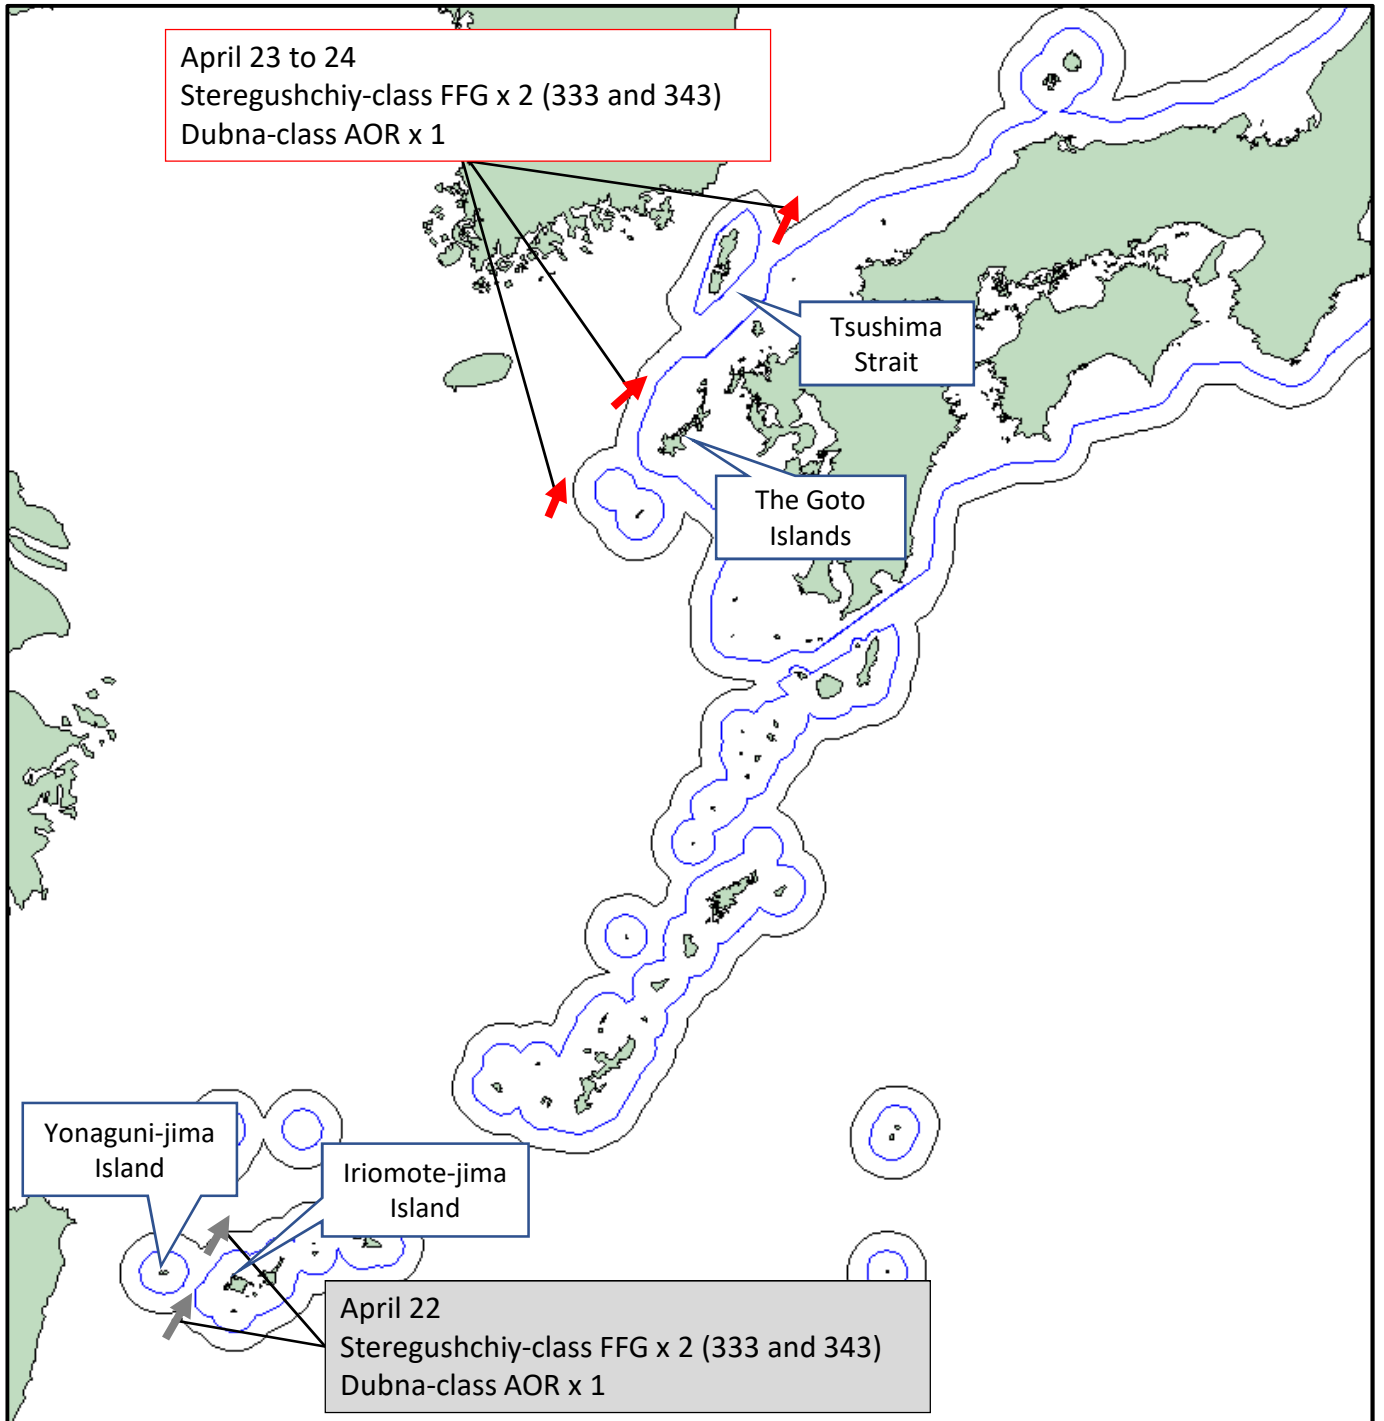 April 23 to 24
Steregushchiy-class FFG x 2 (333 and 343)
Dubna-class AOR x 1
Tsushima
Strait
The Goto
Islands
Yonaguni-jima
Island
Iriomote-jima
Island
April 22
Steregushchiy-class FFG x 2 (333 and 343)
Dubna-class AOR x 1